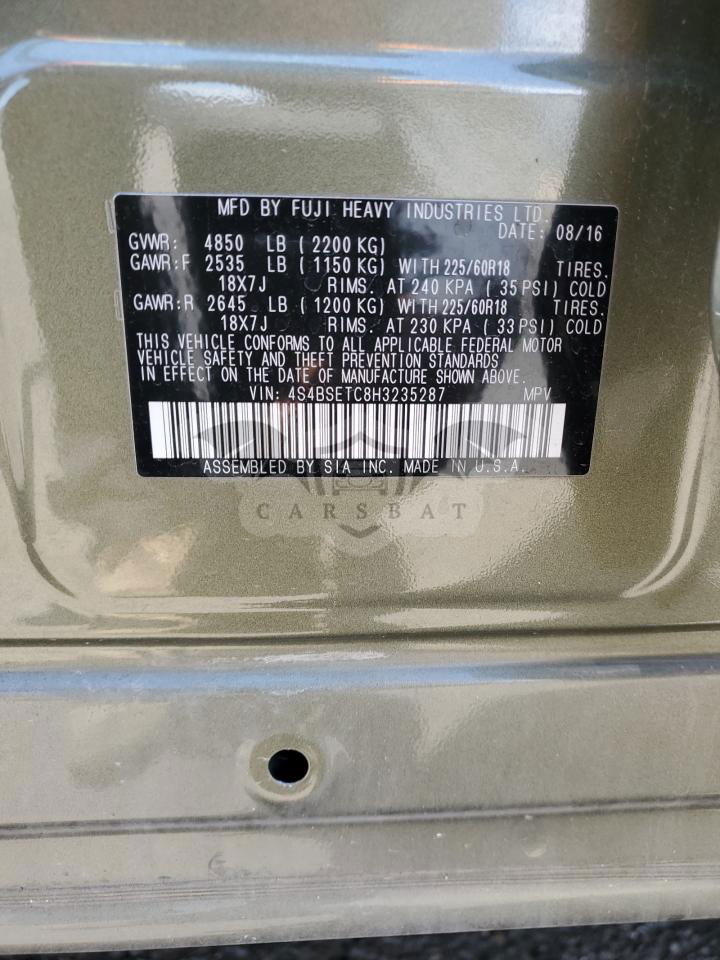 MFD BY FUJI HEAVY INDUSTRIES LTD.
DATE: 08/16
GVWR: 4850 LB ( 2200 KG)
GAWR:F 2535 LB ( 1150 KG) WITH 225/60R18 TIRES.
18X7J RIMS. AT 240 KPA ( 35 PSI) COLD
GAWR:R 2645 LB ( 1200 KG) WITH 225/60R18 TIRES.
18X7J RIMS. AT 230 KPA ( 33 PSI) COLD
THIS VEHICLE CONFORMS TO ALL APPLICABLE FEDERAL MOTOR
VEHICLE SAFETY AND THEFT PREVENTION STANDARDS
IN EFFECT ON THE DATE OF MANUFACTURE SHOWN ABOVE.
VIN: 4S4BSETC8H3235287 MPV
ASSEMBLED BY SIA INC. MADE IN U.S.A.
CARSBAT